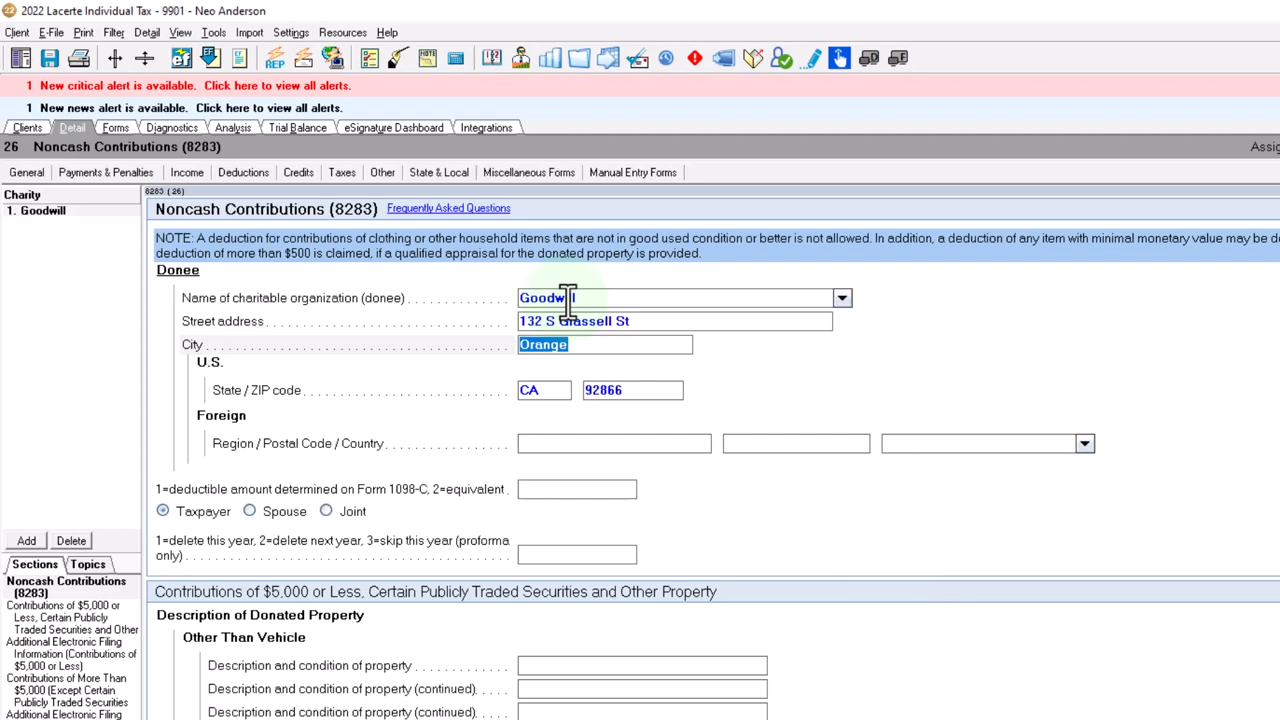 22 2022 Lacerte Individual Tax - 9901 - Neo Anderson
Client E-File Print Filter Detail View Tools Import Settings Resources Help
1 New critical alert is available. Click here to view all alerts.
1 New news alert is available. Click here to view all alerts.
Clients Detail Forms Diagnostics Analysis Trial Balance eSignature Dashboard Integrations
26 Noncash Contributions (8283) Assig
General Payments & Penalties Income Deductions Credits Taxes Other State & Local Miscellaneous Forms Manual Entry Forms
Charity
1. Goodwill
8283 (26)
Noncash Contributions (8283) Frequently Asked Questions
NOTE: A deduction for contributions of clothing or other household items that are not in good used condition or better is not allowed. In addition, a deduction of any item with minimal monetary value may be de
deduction of more than $500 is claimed, if a qualified appraisal for the donated property is provided.
Donee
Name of charitable organization (donee) Goodwill
Street address 132 S Glassell St
City Orange
U.S.
State / ZIP code CA 92866
Foreign
Region / Postal Code / Country
1=deductible amount determined on Form 1098-C, 2=equivalent
Taxpayer Spouse Joint
1=delete this year, 2=delete next year, 3=skip this year (proforma
only)
Contributions of $5,000 or Less, Certain Publicly Traded Securities and Other Property
Description of Donated Property
Other Than Vehicle
Description and condition of property
Description and condition of property (continued)
Description and condition of property (continued)
Add Delete
Sections Topics
Noncash Contributions
(8283)
Contributions of $5,000 or
Less, Certain Publicly
Traded Securities and Other
Additional Electronic Filing
Information (Contributions of
$5,000 or Less)
Contributions of More Than
$5,000 (Except Certain
Publicly Traded Securities
Additional Electronic Filing